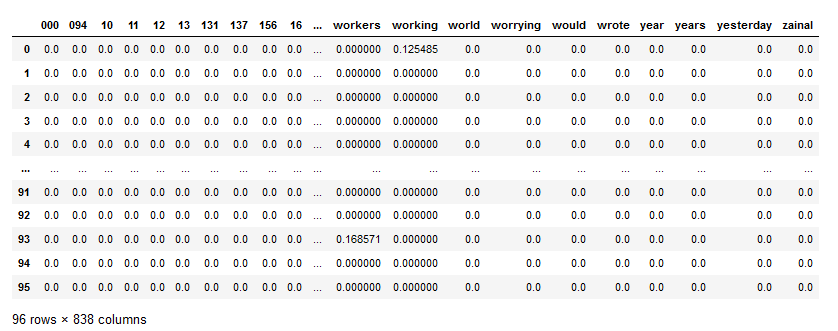 000 094 10 11 12 13 131 137 156 16 ... workers working world worrying would wrote year years yesterday zainal
0 0.0 0.0 0.0 0.0 0.0 0.0 0.0 0.0 0.0 0.0 ... 0.000000 0.125485 0.0 0.0 0.0 0.0 0.0 0.0 0.0 0.0
1 0.0 0.0 0.0 0.0 0.0 0.0 0.0 0.0 0.0 0.0 ... 0.000000 0.000000 0.0 0.0 0.0 0.0 0.0 0.0 0.0 0.0
2 0.0 0.0 0.0 0.0 0.0 0.0 0.0 0.0 0.0 0.0 ... 0.000000 0.000000 0.0 0.0 0.0 0.0 0.0 0.0 0.0 0.0
3 0.0 0.0 0.0 0.0 0.0 0.0 0.0 0.0 0.0 0.0 ... 0.000000 0.000000 0.0 0.0 0.0 0.0 0.0 0.0 0.0 0.0
4 0.0 0.0 0.0 0.0 0.0 0.0 0.0 0.0 0.0 0.0 ... 0.000000 0.000000 0.0 0.0 0.0 0.0 0.0 0.0 0.0 0.0
... ... ... ... ... ... ... ... ... ... ... ... ... ... ... ... ... ... ... ... ... ...
91 0.0 0.0 0.0 0.0 0.0 0.0 0.0 0.0 0.0 0.0 ... 0.000000 0.000000 0.0 0.0 0.0 0.0 0.0 0.0 0.0 0.0
92 0.0 0.0 0.0 0.0 0.0 0.0 0.0 0.0 0.0 0.0 ... 0.000000 0.000000 0.0 0.0 0.0 0.0 0.0 0.0 0.0 0.0
93 0.0 0.0 0.0 0.0 0.0 0.0 0.0 0.0 0.0 0.0 ... 0.168571 0.000000 0.0 0.0 0.0 0.0 0.0 0.0 0.0 0.0
94 0.0 0.0 0.0 0.0 0.0 0.0 0.0 0.0 0.0 0.0 ... 0.000000 0.000000 0.0 0.0 0.0 0.0 0.0 0.0 0.0 0.0
95 0.0 0.0 0.0 0.0 0.0 0.0 0.0 0.0 0.0 0.0 ... 0.000000 0.000000 0.0 0.0 0.0 0.0 0.0 0.0 0.0 0.0
96 rows × 838 columns